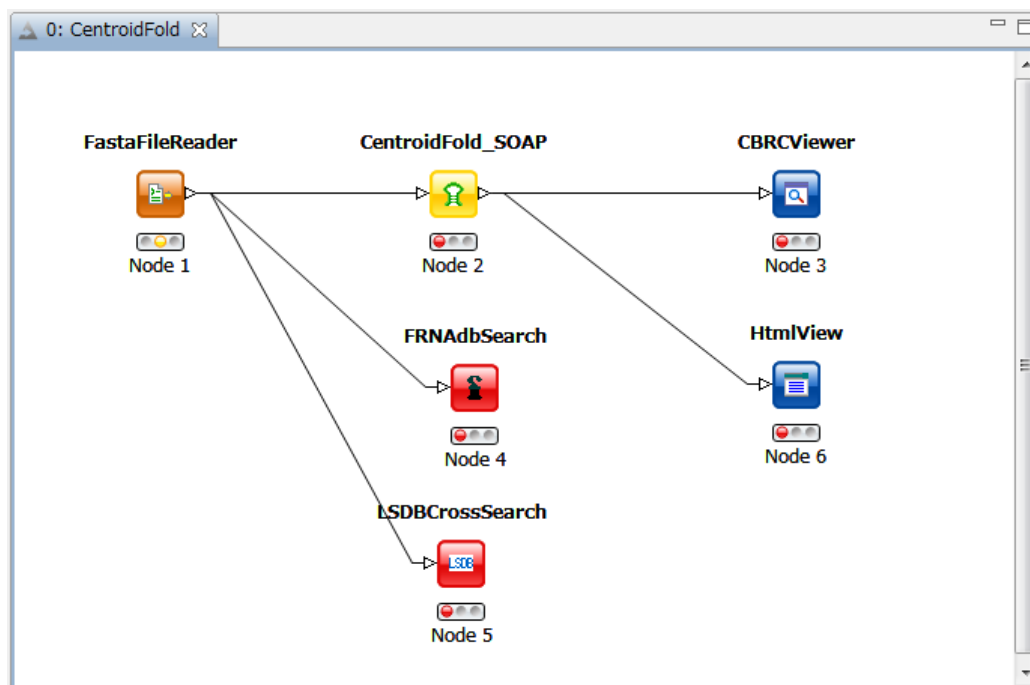 0: CentroidFold
FastaFileReader
CentroidFold_SOAP
CBRCViewer
Node 1
Node 2
Node 3
FRNAdbSearch
HtmlView
Node 4
Node 6
LSDBCrossSearch
LSDB
Node 5